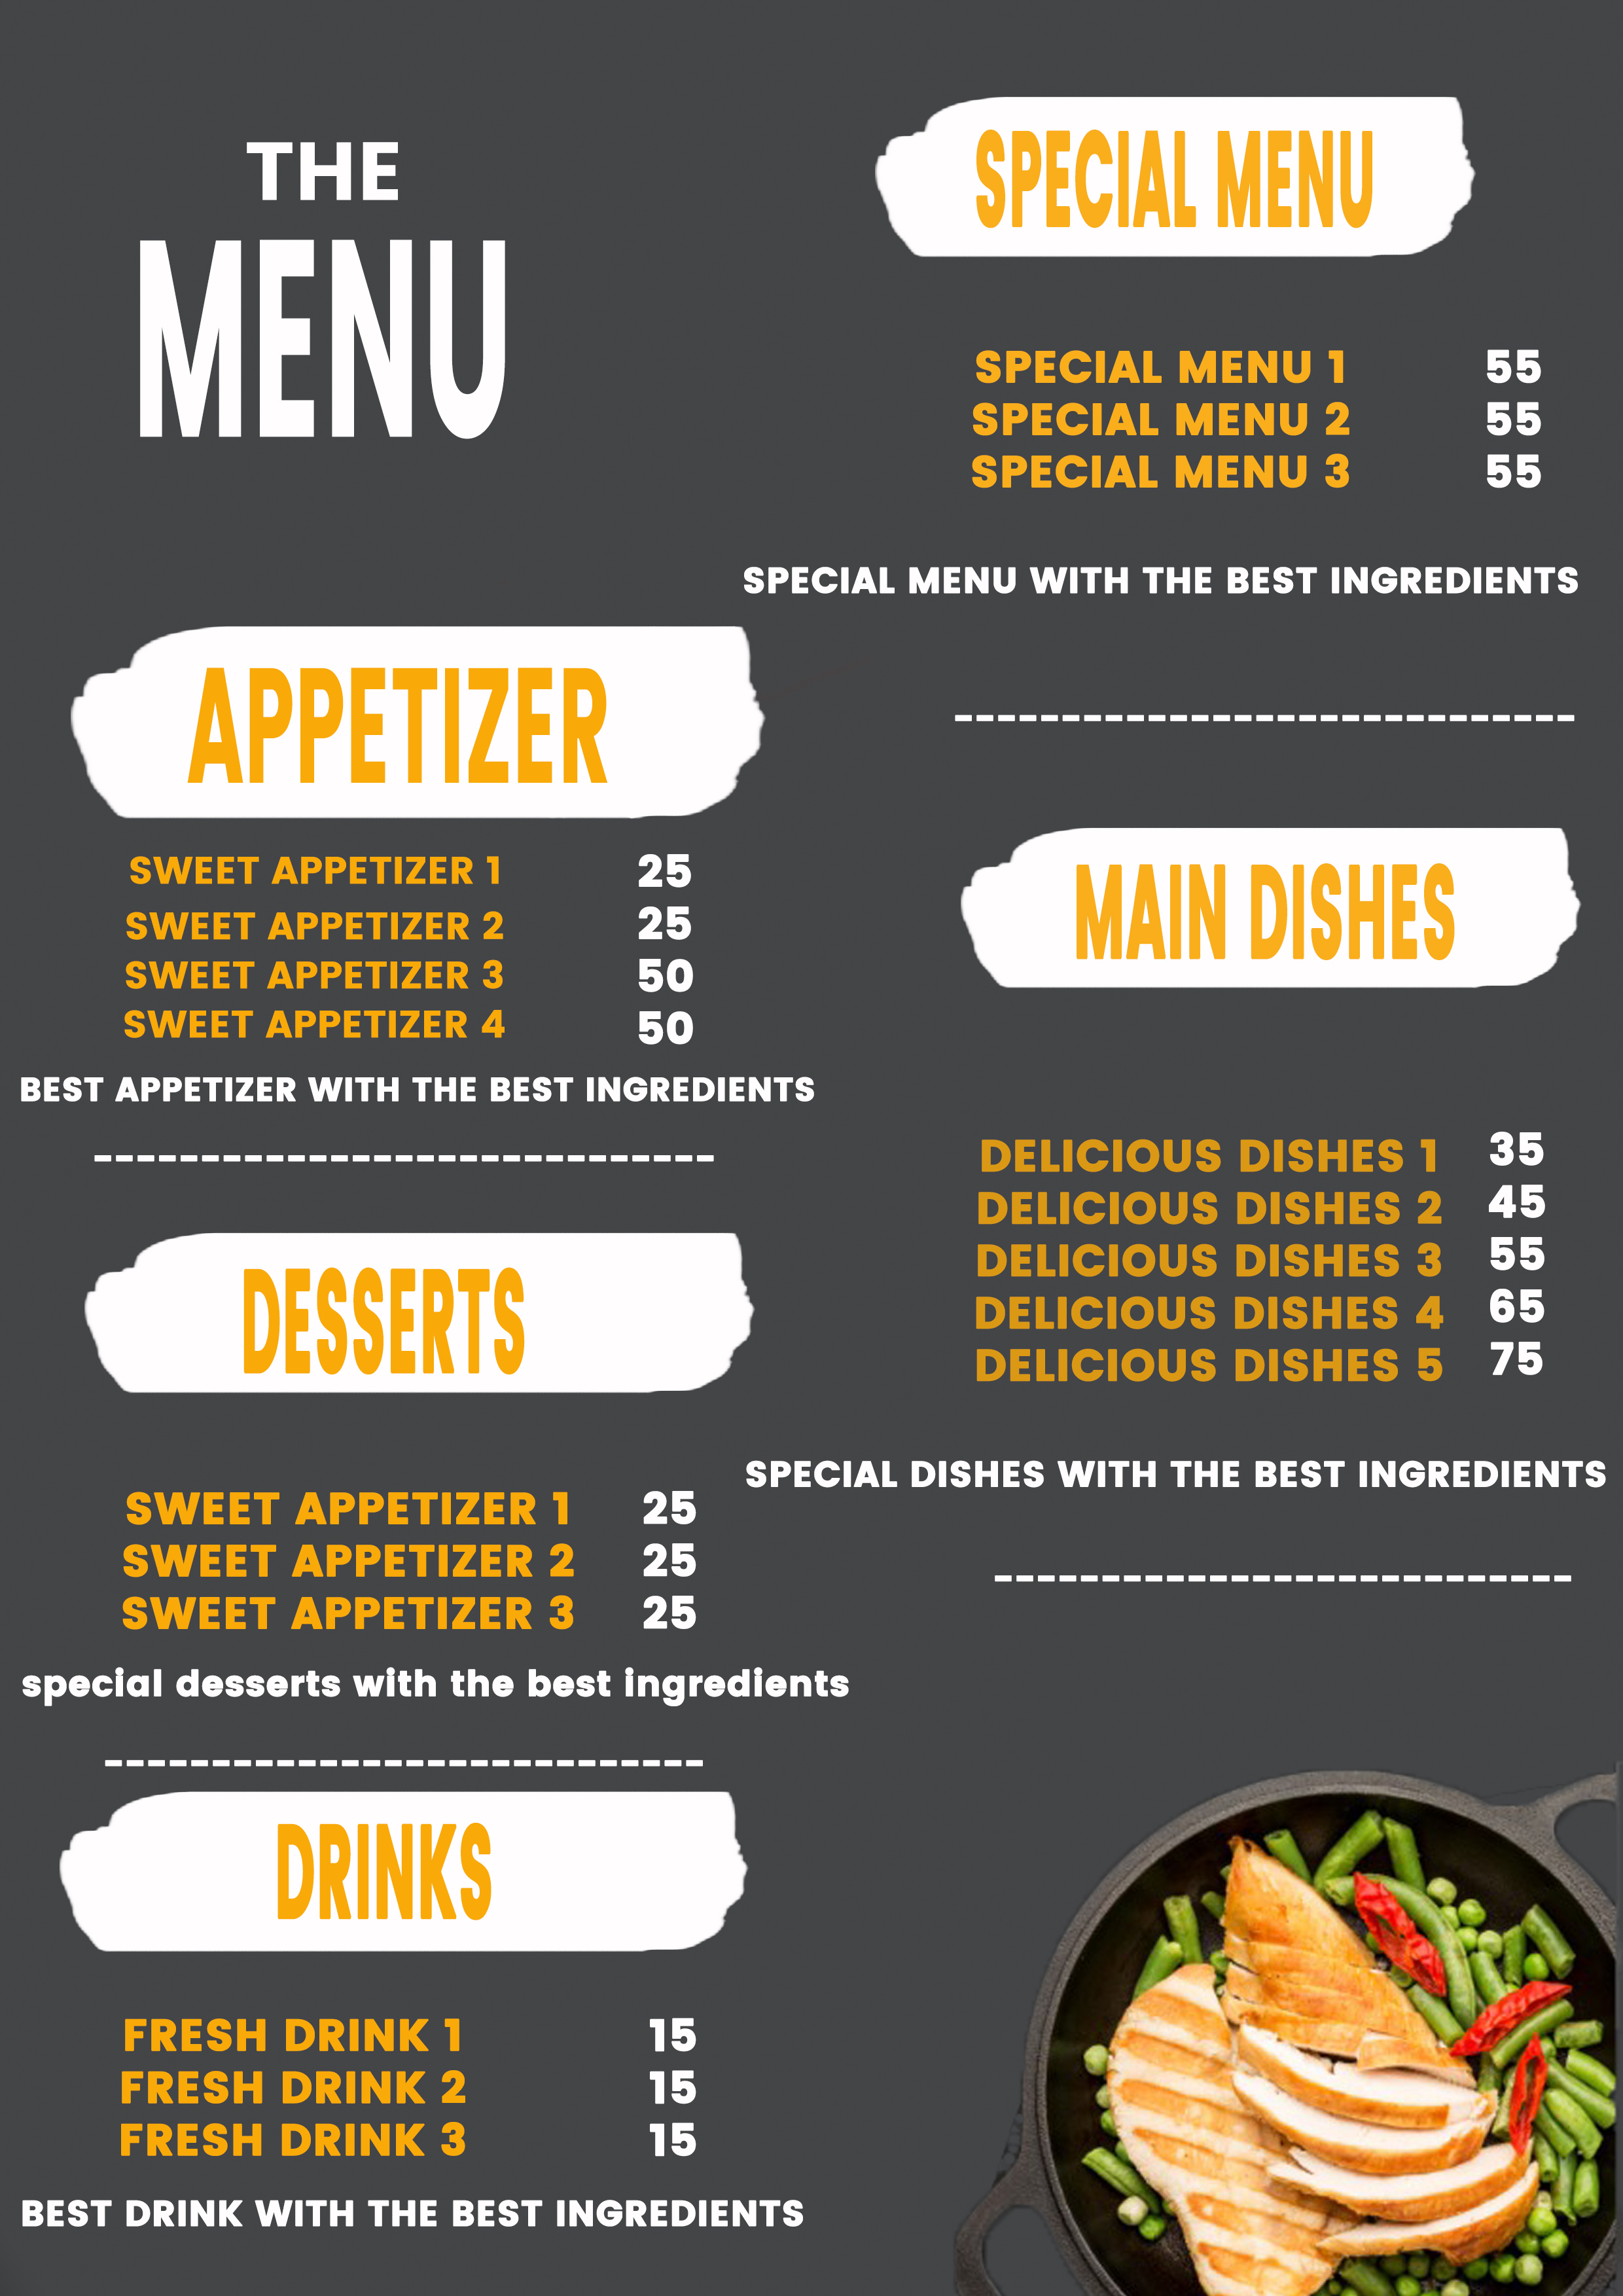 THE
MENU
APPETIZER
SWEET APPETIZER 1 25
SWEET APPETIZER 2 25
SWEET APPETIZER 3 50
SWEET APPETIZER 4 50
BEST APPETIZER WITH THE BEST INGREDIENTS
-----------------------------
DESSERTS
SWEET APPETIZER 1 25
SWEET APPETIZER 2 25
SWEET APPETIZER 3 25
special desserts with the best ingredients
----------------------------
DRINKS
FRESH DRINK 1 15
FRESH DRINK 2 15
FRESH DRINK 3 15
BEST DRINK WITH THE BEST INGREDIENTS
SPECIAL MENU
SPECIAL MENU 1 55
SPECIAL MENU 2 55
SPECIAL MENU 3 55
SPECIAL MENU WITH THE BEST INGREDIENTS
-----------------------------
MAIN DISHES
DELICIOUS DISHES 1 35
DELICIOUS DISHES 2 45
DELICIOUS DISHES 3 55
DELICIOUS DISHES 4 65
DELICIOUS DISHES 5 75
SPECIAL DISHES WITH THE BEST INGREDIENTS
---------------------------